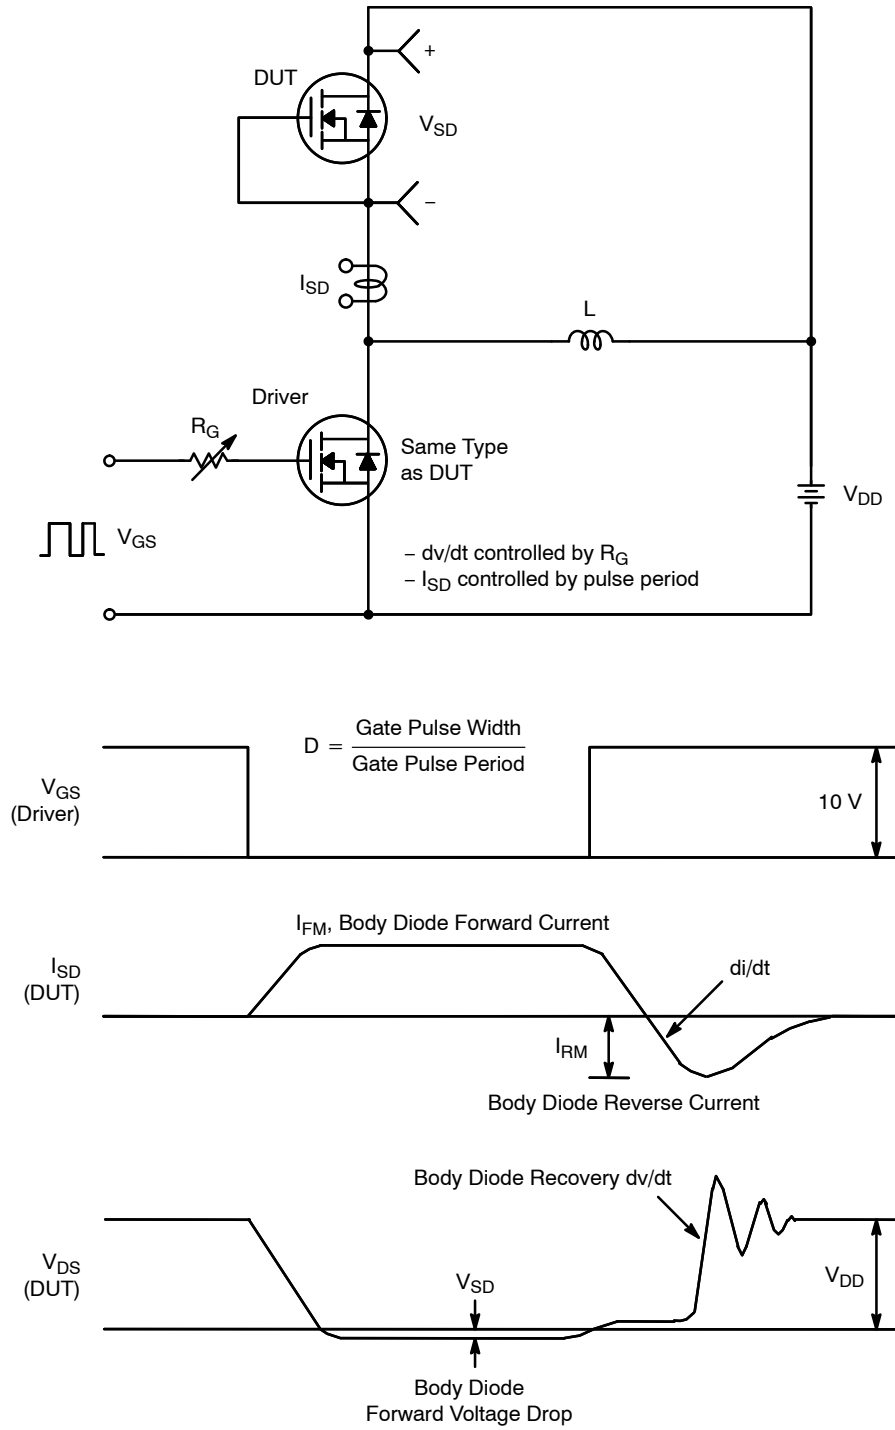 +
DUT
V_SD
−
I_SD
L
Driver
R_G
Same Type
as DUT
V_DD
V_GS
− dv/dt controlled by R_G
− I_SD controlled by pulse period
D = Gate Pulse Width
Gate Pulse Period
V_GS
(Driver)
10 V
I_FM, Body Diode Forward Current
I_SD
(DUT)
di/dt
I_RM
Body Diode Reverse Current
Body Diode Recovery dv/dt
V_DS
(DUT)
V_SD
V_DD
Body Diode
Forward Voltage Drop